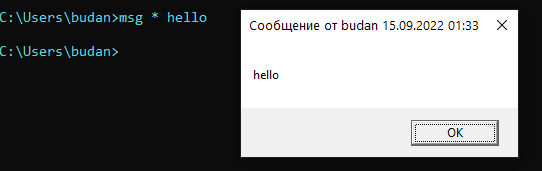 C:\Users\budan>msg * hello
C:\Users\budan>
Сообщение от budan 15.09.2022 01:33
hello
OK